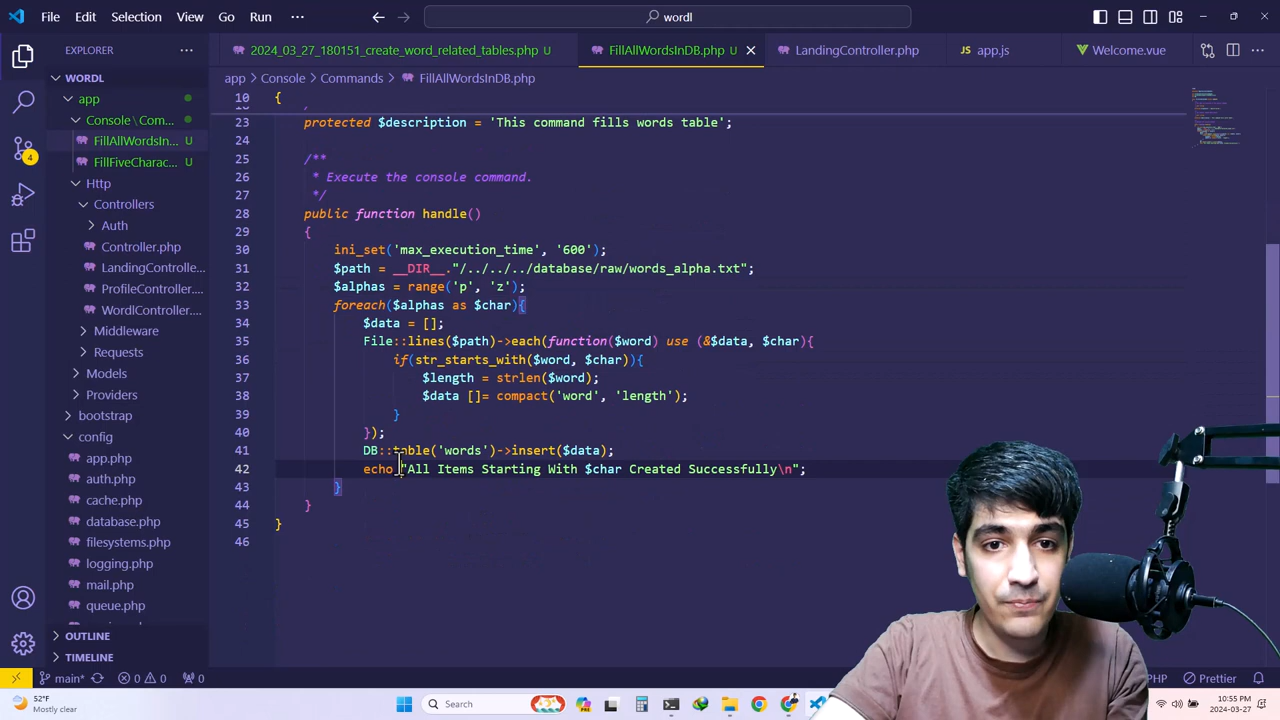 File Edit Selection View Go Run ··· wordl
EXPLORER ···
2024_03_27_180151_create_word_related_tables.php U FillAllWordsInDB.php U LandingController.php app.js Welcome.vue ···
app > Console > Commands > FillAllWordsInDB.php
WORDL
app
Console\Com...
FillAllWordsIn... U
FillFiveCharac... U
Http
Controllers
Auth
Controller.php
LandingControlle...
ProfileController...
WordlController....
Middleware
Requests
Models
Providers
bootstrap
config
app.php
auth.php
cache.php
database.php
filesystems.php
logging.php
mail.php
queue.php
OUTLINE
TIMELINE
10 {
23 protected $description = 'This command fills words table';
24
25 /**
26 * Execute the console command.
27 */
28 public function handle()
29 {
30 ini_set('max_execution_time', '600');
31 $path = __DIR__."/../../../database/raw/words_alpha.txt";
32 $alphas = range('p', 'z');
33 foreach($alphas as $char){
34 $data = [];
35 File::lines($path)->each(function($word) use (&$data, $char){
36 if(str_starts_with($word, $char)){
37 $length = strlen($word);
38 $data []= compact('word', 'length');
39 }
40 });
41 DB::table('words')->insert($data);
42 echo "All Items Starting With $char Created Successfully\n";
43 }
44 }
45 }
46
4
main* 0 0 0 PHP Prettier
52°F
Mostly clear
Search
10:55 PM
2024-03-27